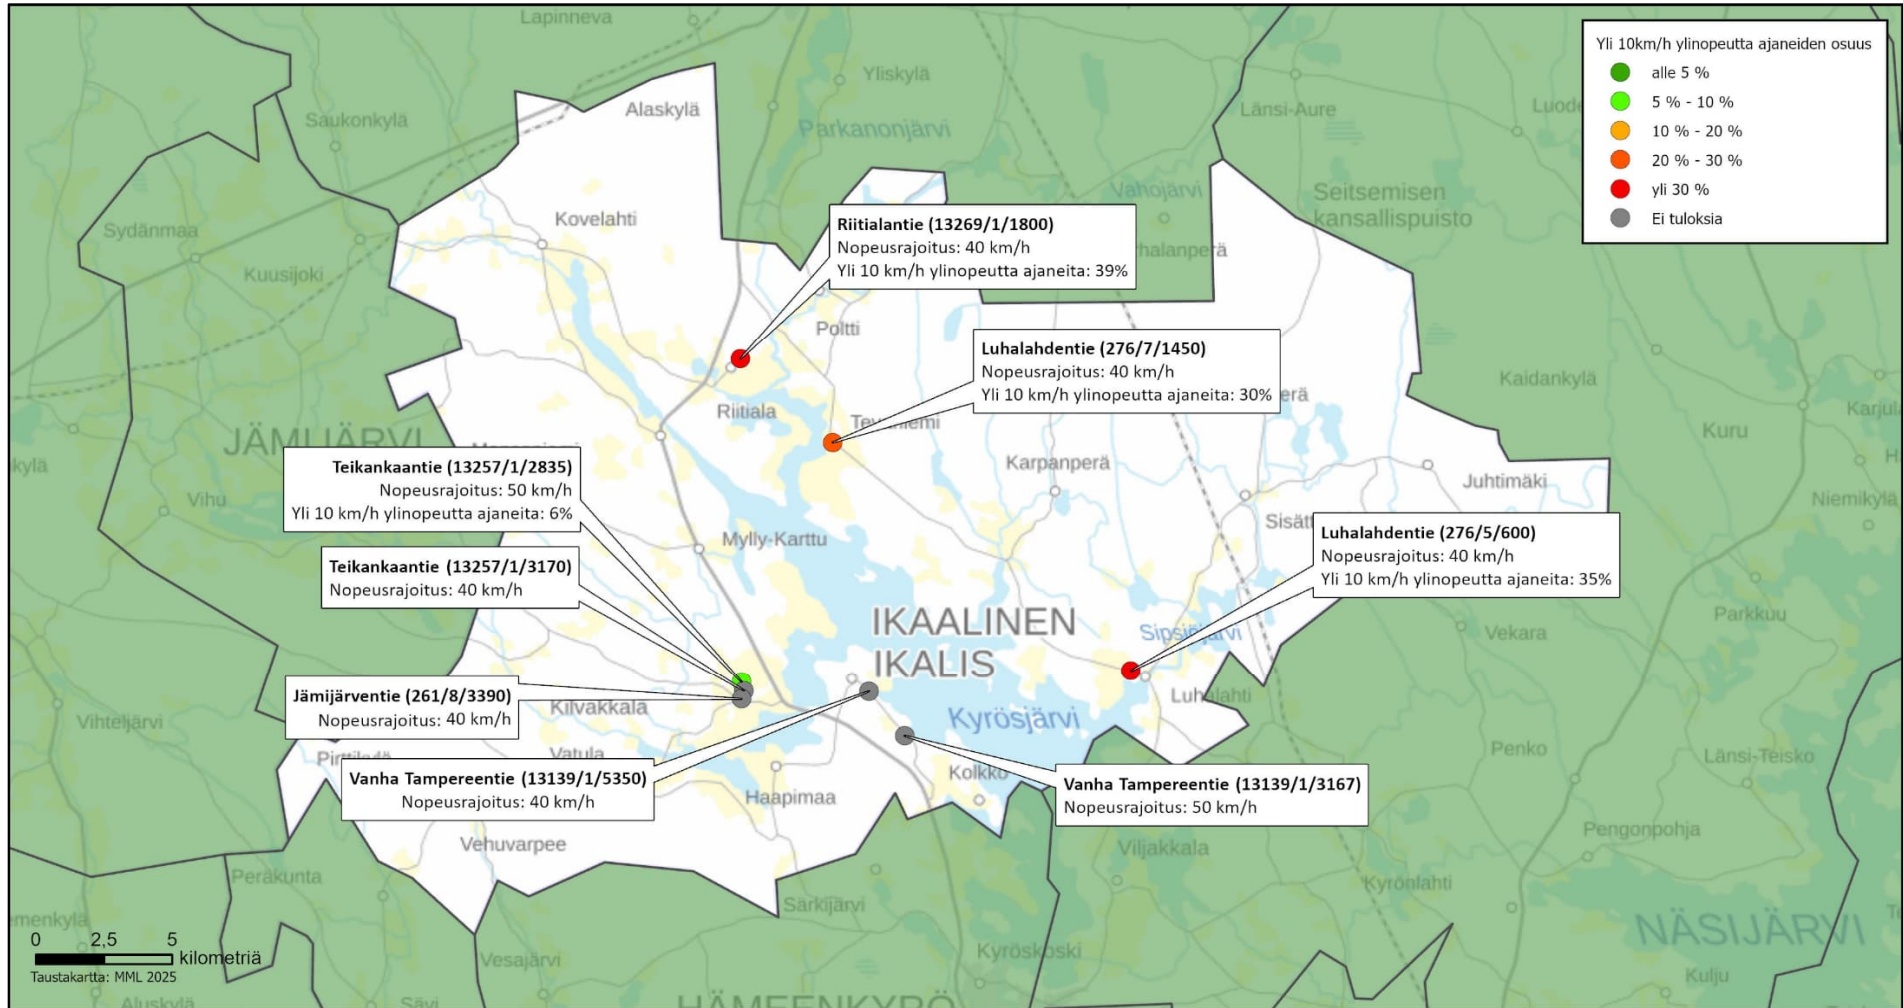 Lapinneva
Yliskylä
Alaskylä
Saukonkylä
Länsi-Aure
Parkanonjärvi
Vahojärvi
Seitsemisen
kansallispuisto
Kovelahti
Sydänmaa
Kuusijoki
Yli 10km/h ylinopeutta ajaneiden osuus
alle 5 %
5 % - 10 %
10 % - 20 %
20 % - 30 %
yli 30 %
Ei tuloksia
Riitialantie (13269/1/1800)
Nopeusrajoitus: 40 km/h
Yli 10 km/h ylinopeutta ajaneita: 39%
Poltti
Luhalahdentie (276/7/1450)
Nopeusrajoitus: 40 km/h
Yli 10 km/h ylinopeutta ajaneita: 30%
Kaidankylä
Riitiala
Kuru
JÄMIJÄRVI
Karpanperä
Juhtimäki
Niemikylä
Vihu
Teikankaantie (13257/1/2835)
Nopeusrajoitus: 50 km/h
Yli 10 km/h ylinopeutta ajaneita: 6%
Mylly-Karttu
Luhalahdentie (276/5/600)
Nopeusrajoitus: 40 km/h
Yli 10 km/h ylinopeutta ajaneita: 35%
Teikankaantie (13257/1/3170)
Nopeusrajoitus: 40 km/h
IKAALINEN
IKALIS
Sipsiöjärvi
Vekara
Parkkuu
Jämijärventie (261/8/3390)
Nopeusrajoitus: 40 km/h
Kilvakkala
Luhalahti
Kyrösjärvi
Vihteljärvi
Vatula
Penko
Länsi-Teisko
Vanha Tampereentie (13139/1/5350)
Nopeusrajoitus: 40 km/h
Kolkko
Vanha Tampereentie (13139/1/3167)
Nopeusrajoitus: 50 km/h
Haapimaa
Vehuvarpee
Pengonpohja
Viljakkala
Peräkunta
Särkijärvi
Kyrönlahti
NÄSIJÄRVI
Kyröskoski
Vesajärvi
Kulju
0 2,5 5
kilometriä
Taustakartta: MML 2025
Aluskylä
Sävi
HÄMEENKYRÖ